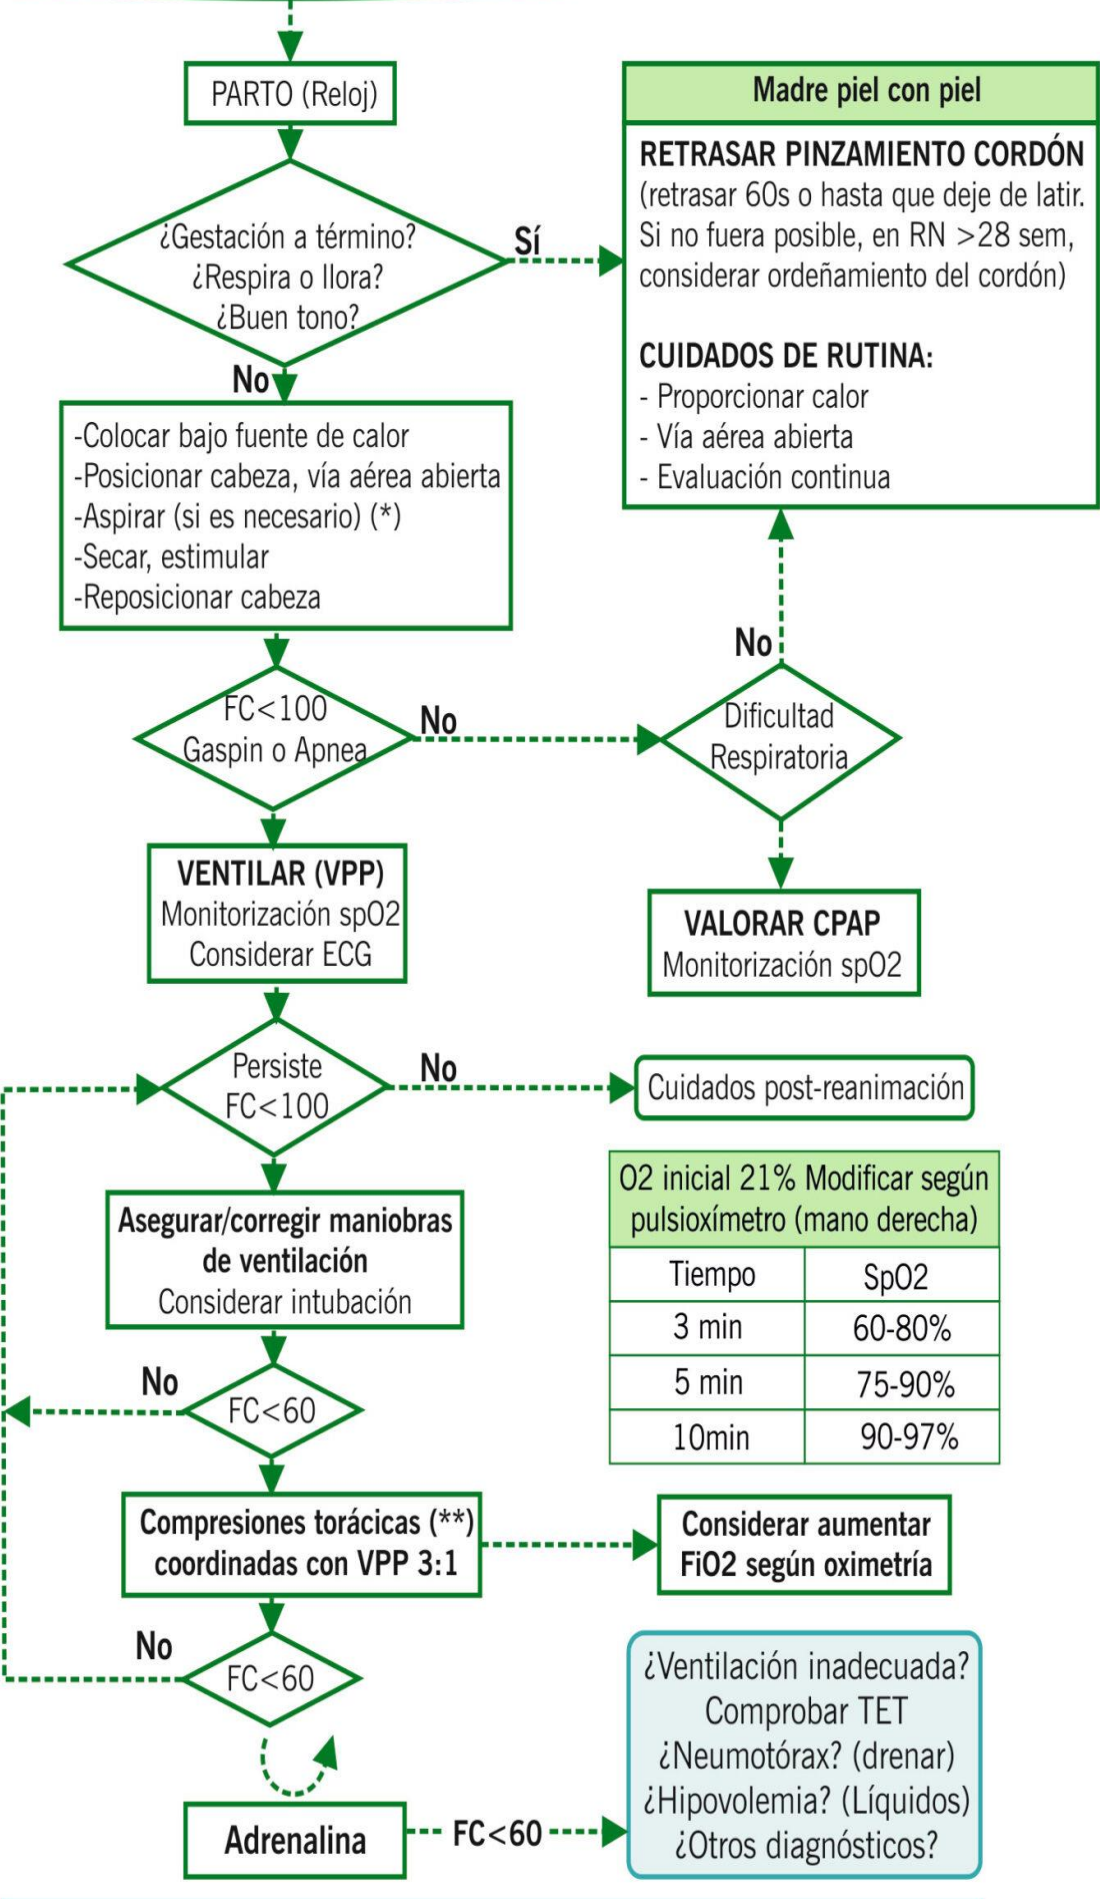 PARTO (Reloj)
¿Gestación a término?
¿Respira o llora?
¿Buen tono?
Sí
No
Madre piel con piel
RETRASAR PINZAMIENTO CORDÓN
(retrasar 60s o hasta que deje de latir.
Si no fuera posible, en RN >28 sem,
considerar ordeñamiento del cordón)
CUIDADOS DE RUTINA:
- Proporcionar calor
- Vía aérea abierta
- Evaluación continua
-Colocar bajo fuente de calor
-Posicionar cabeza, vía aérea abierta
-Aspirar (si es necesario) (*)
-Secar, estimular
-Reposicionar cabeza
FC<100
Gaspin o Apnea
No
Dificultad
Respiratoria
No
VENTILAR (VPP)
Monitorización spO2
Considerar ECG
VALORAR CPAP
Monitorización spO2
Persiste
FC<100
No
Cuidados post-reanimación
Asegurar/corregir maniobras
de ventilación
Considerar intubación
O2 inicial 21% Modificar según
pulsioxímetro (mano derecha)
Tiempo SpO2
3 min 60-80%
5 min 75-90%
10min 90-97%
No
FC<60
Compresiones torácicas (**)
coordinadas con VPP 3:1
Considerar aumentar
FiO2 según oximetría
No
FC<60
Adrenalina
FC<60
¿Ventilación inadecuada?
Comprobar TET
¿Neumotórax? (drenar)
¿Hipovolemia? (Líquidos)
¿Otros diagnósticos?